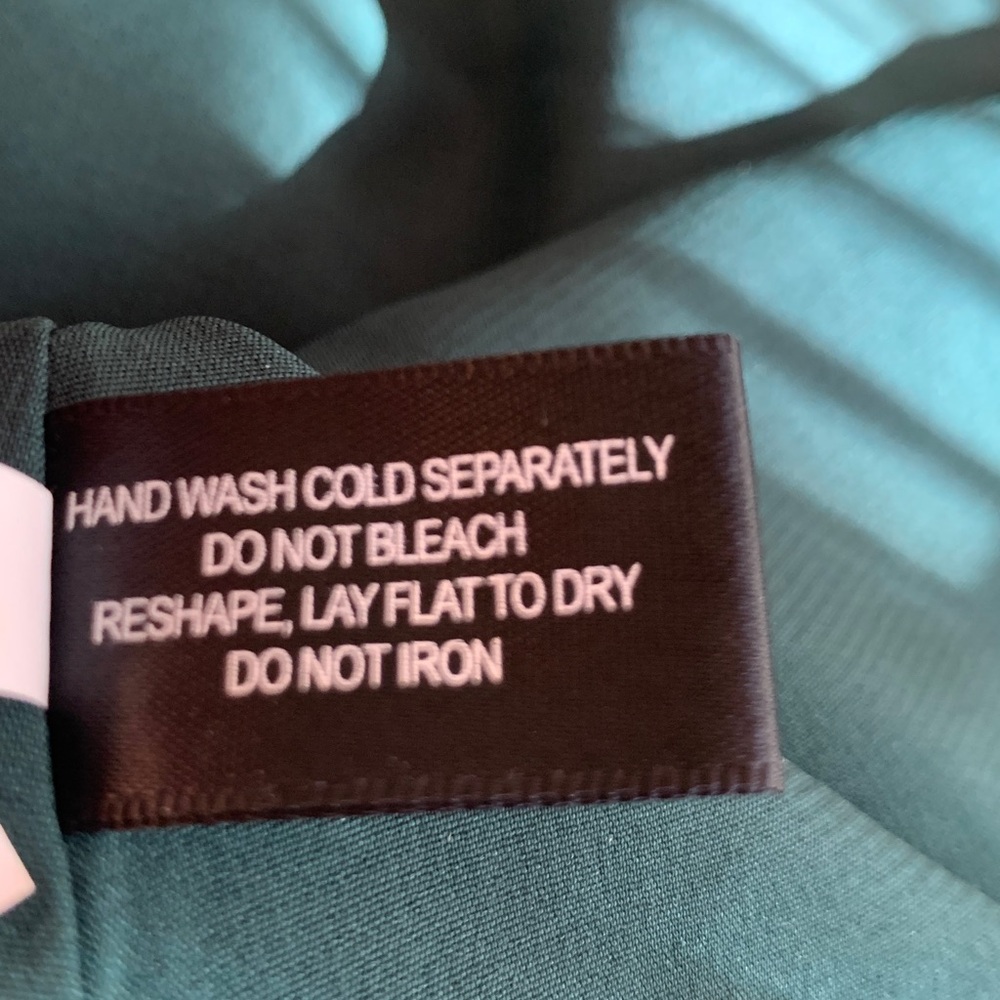 HAND WASH COLD SEPARATELY
DO NOT BLEACH
RESHAPE, LAY FLAT TO DRY
DO NOT IRON